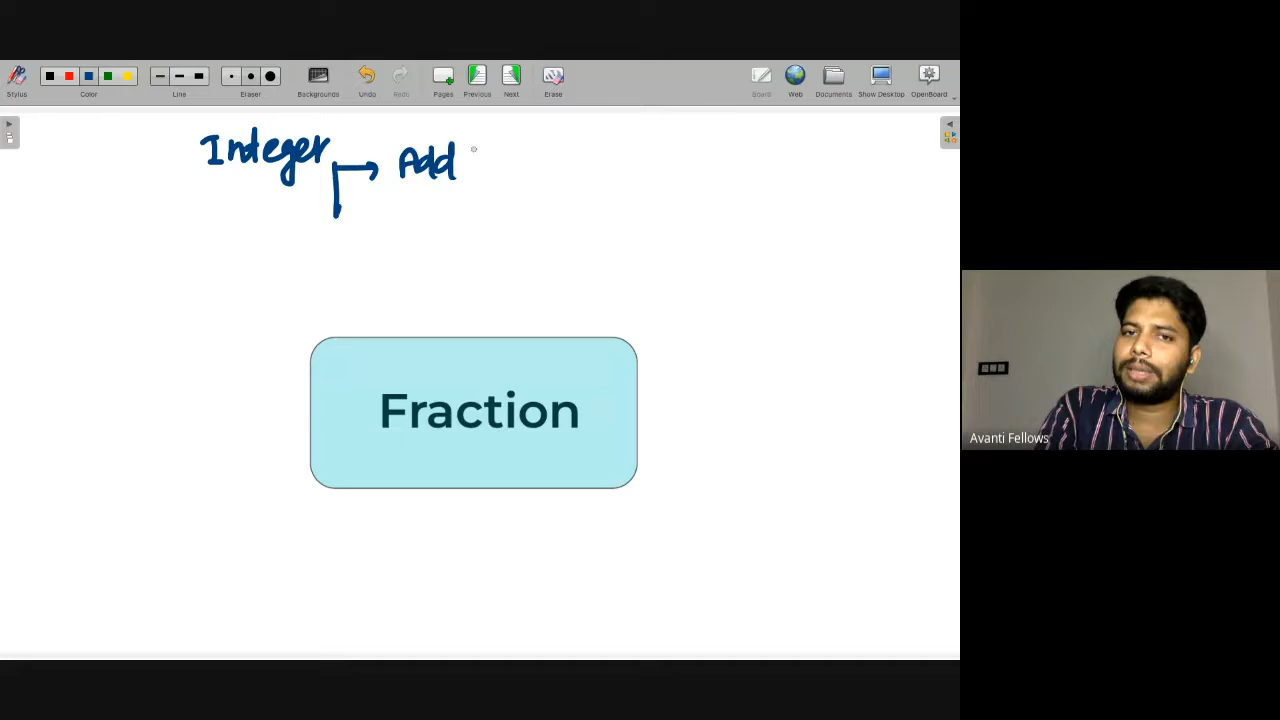 Stylus Color Line Eraser Backgrounds Undo Redo Pages Previous Next Erase Board Web Documents Show Desktop OpenBoard
Integer → Add
Fraction
Avanti Fellows